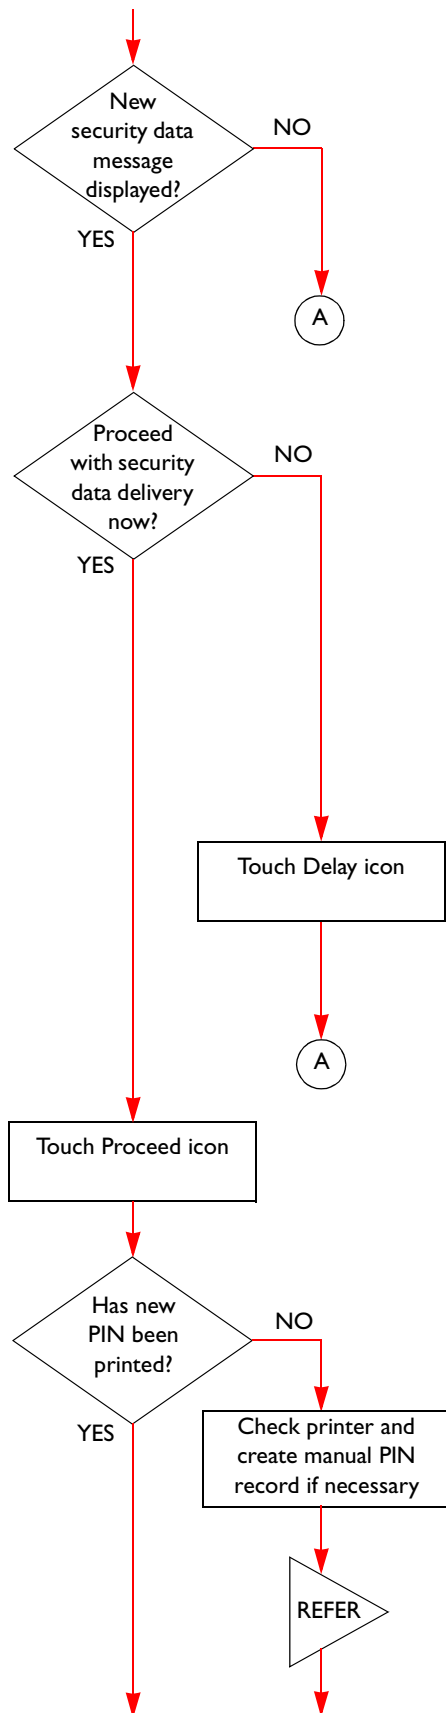 New
security data
message
displayed?
NO
YES
A
Proceed
with security
data delivery
now?
NO
YES
Touch Delay icon
A
Touch Proceed icon
Has new
PIN been
printed?
NO
YES
Check printer and
create manual PIN
record if necessary
REFER